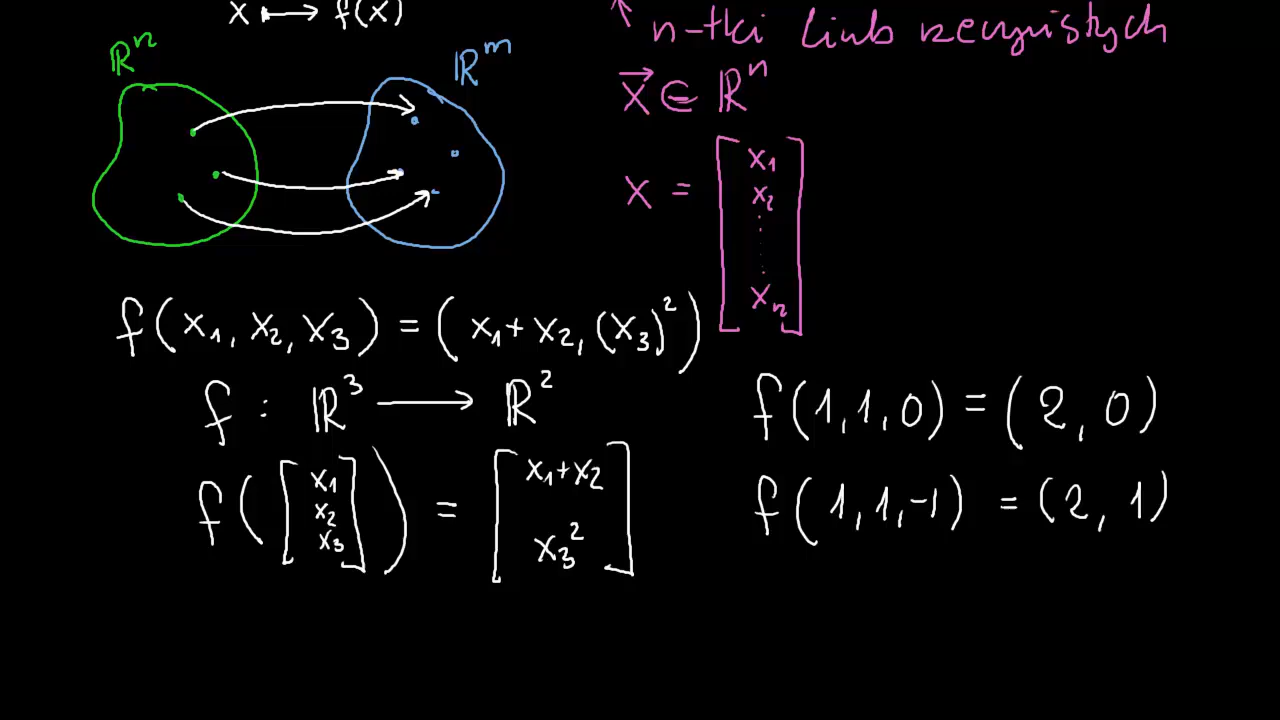 x ↦ f(x)
n-tki liczb rzeczywistych
ℝⁿ
ℝᵐ
x⃗ ∈ ℝⁿ
x = [x₁ x₂ ⋮ xₙ]
f(x₁, x₂, x₃) = (x₁ + x₂, (x₃)²)
f : ℝ³ ⟶ ℝ²
f([x₁ x₂ x₃]) = [x₁+x₂ x₃²]
f(1, 1, 0) = (2, 0)
f(1, 1, -1) = (2, 1)